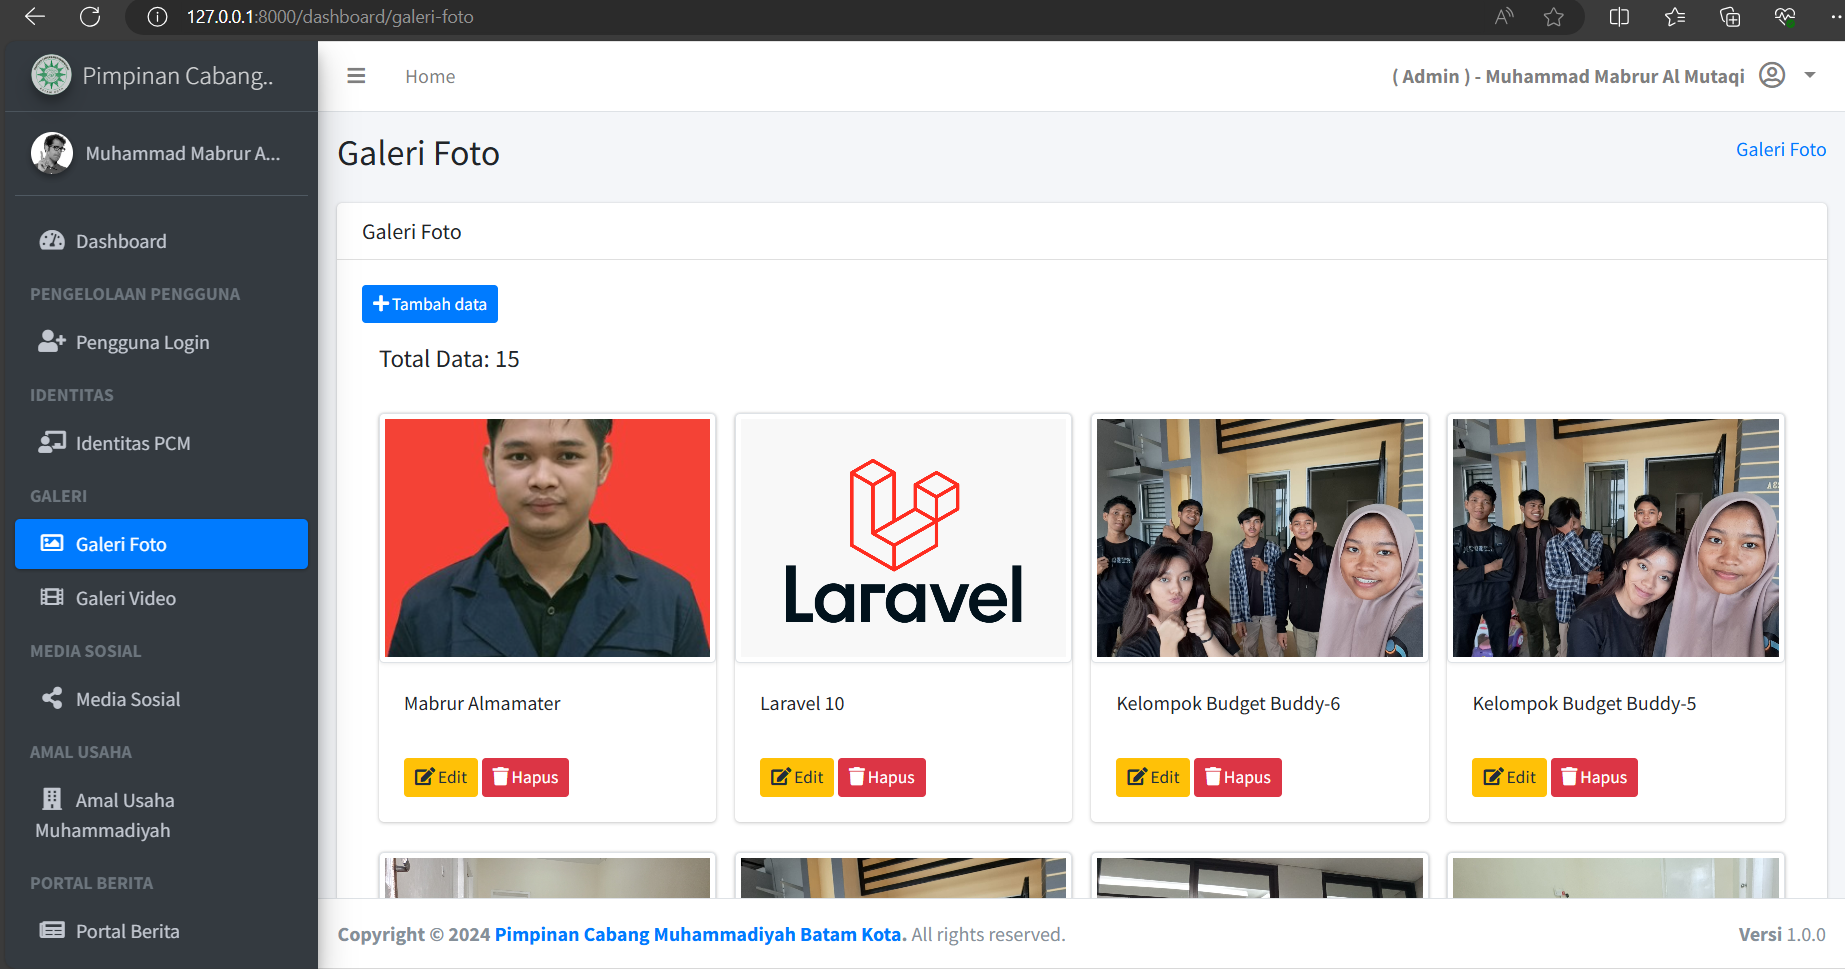 127.0.0.1:8000/dashboard/galeri-foto
Pimpinan Cabang..
Home
( Admin ) - Muhammad Mabrur Al Mutaqi
Muhammad Mabrur A...
Galeri Foto
Galeri Foto
Dashboard
PENGELOLAAN PENGGUNA
Pengguna Login
IDENTITAS
Identitas PCM
GALERI
Galeri Foto
Galeri Video
MEDIA SOSIAL
Media Sosial
AMAL USAHA
Amal Usaha
Muhammadiyah
PORTAL BERITA
Portal Berita
Galeri Foto
Tambah data
Total Data: 15
Laravel
Mabrur Almamater
Edit Hapus
Laravel 10
Edit Hapus
Kelompok Budget Buddy-6
Edit Hapus
Kelompok Budget Buddy-5
Edit Hapus
Copyright © 2024 Pimpinan Cabang Muhammadiyah Batam Kota. All rights reserved.
Versi 1.0.0